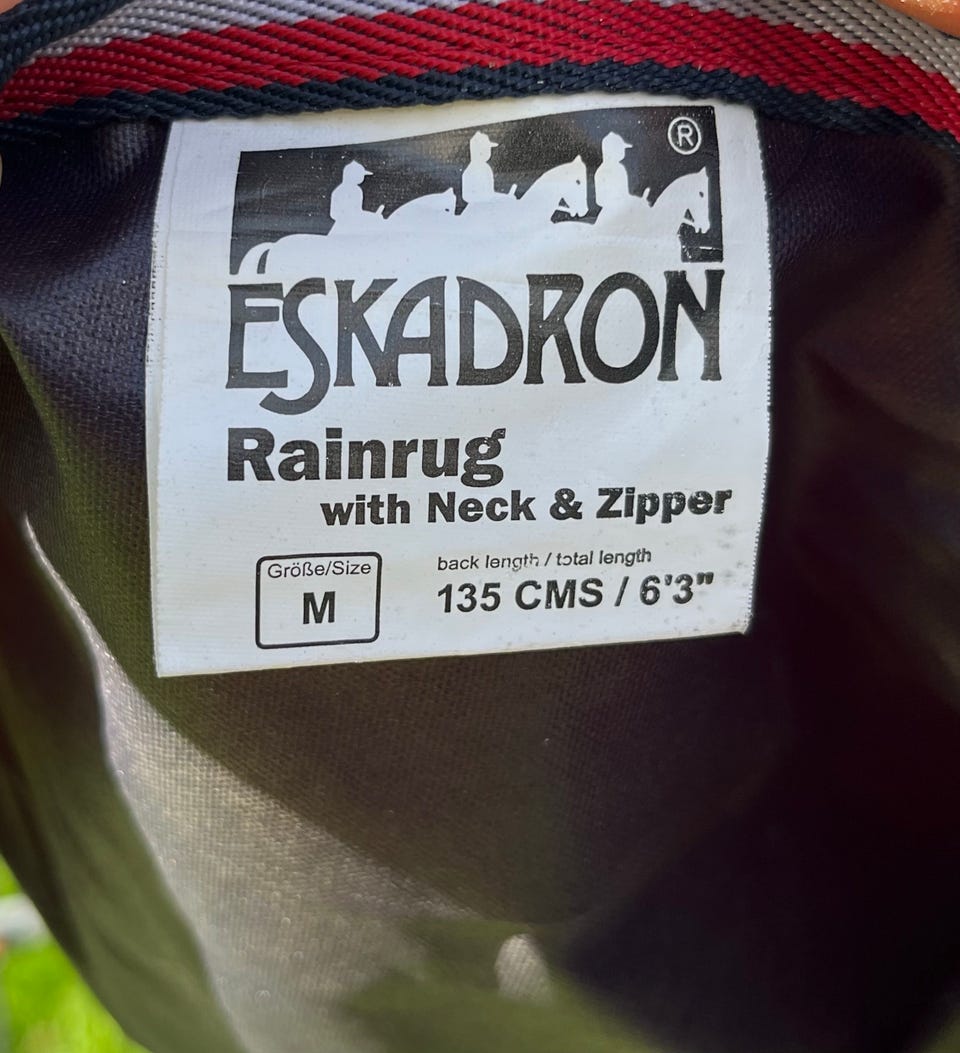 ®
ESKADRON
Rainrug
with Neck & Zipper
Größe/Size
M
back length / total length
135 CMS / 6'3"